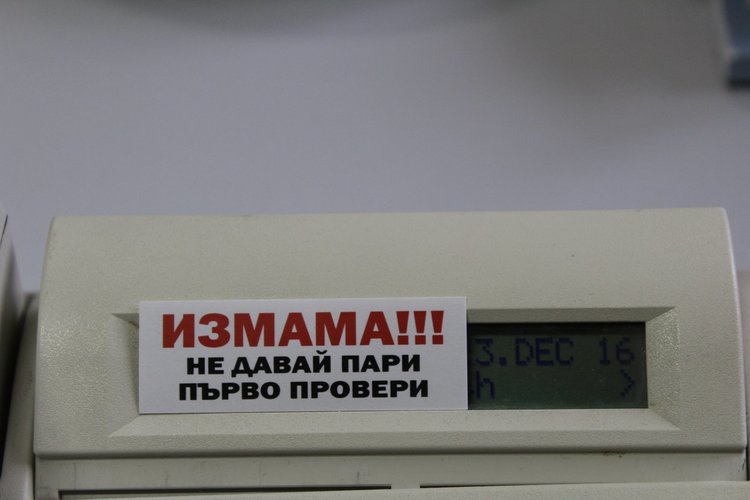 ИЗМАМА!!!
НЕ ДАВАЙ ПАРИ
ПЪРВО ПРОВЕРИ
3.DEC 16
h >